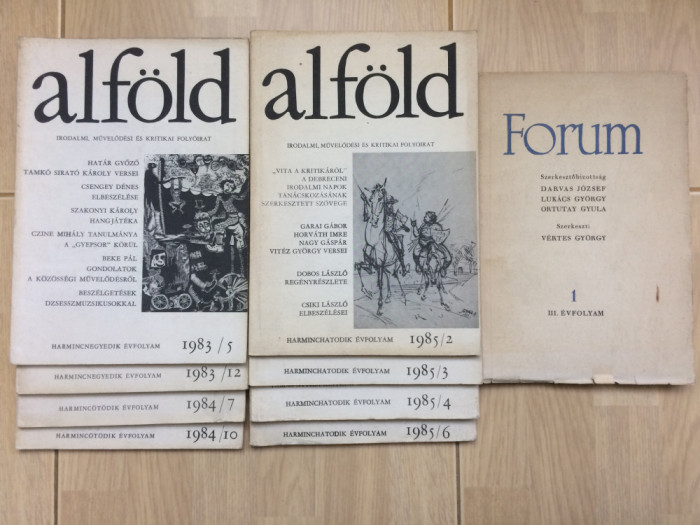 alföld
IRODALMI, MŰVELŐDÉSI ÉS KRITIKAI FOLYÓIRAT
HATÁR GYŐZŐ
TAMKÓ SIRATÓ KÁROLY VERSEI
CSENGEY DÉNES
ELBESZÉLÉSE
SZAKONYI KÁROLY
HANGJÁTÉKA
CZINE MIHÁLY TANULMÁNYA
A „GYEPSOR" KÖRÜL
BEKE PÁL
GONDOLATOK
A KÖZÖSSÉGI MŰVELŐDÉSRŐL
BESZÉLGETÉSEK
DZSESSZMUZSIKUSOKKAL
HARMINCNEGYEDIK ÉVFOLYAM 1983/5
HARMINCNEGYEDIK ÉVFOLYAM 1983/12
HARMINCÖTÖDIK ÉVFOLYAM 1984/7
HARMINCÖTÖDIK ÉVFOLYAM 1984/10
alföld
IRODALMI, MŰVELŐDÉSI ÉS KRITIKAI FOLYÓIRAT
„VITA A KRITIKÁRÓL"
A DEBRECENI
IRODALMI NAPOK
TANÁCSKOZÁSÁNAK
SZERKESZTETT SZÖVEGE
GARAI GÁBOR
HORVÁTH IMRE
NAGY GÁSPÁR
VITÉZ GYÖRGY VERSEI
DOBOS LÁSZLÓ
REGÉNYRÉSZLETE
CSIKI LÁSZLÓ
ELBESZÉLÉSEI
HARMINCHATODIK ÉVFOLYAM 1985/2
HARMINCHATODIK ÉVFOLYAM 1985/3
HARMINCHATODIK ÉVFOLYAM 1985/4
HARMINCHATODIK ÉVFOLYAM 1985/6
Forum
Szerkesztőbizottság
DARVAS JÓZSEF
LUKÁCS GYÖRGY
ORTUTAY GYULA
Szerkeszti:
VÉRTES GYÖRGY
1
III. ÉVFOLYAM